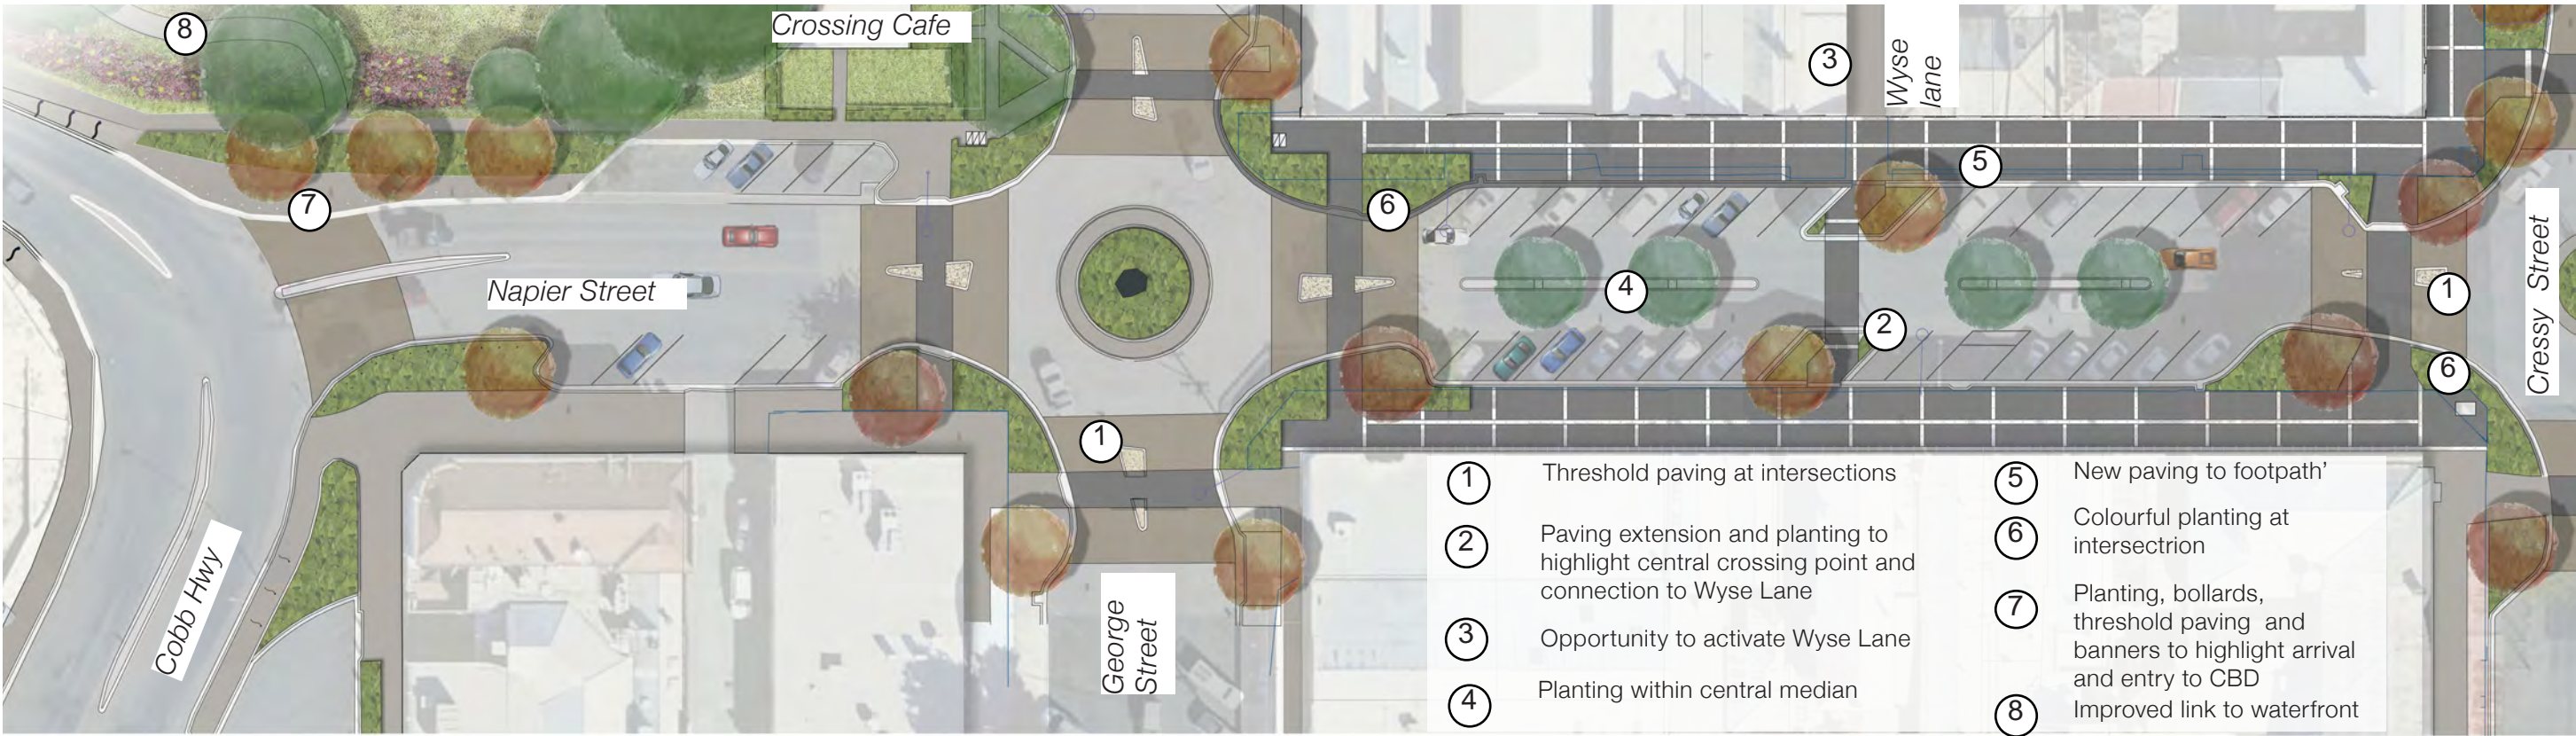 8
Crossing Cafe
3
Wyse
lane
5
7
6
Napier Street
4
2
1
Cressy Street
6
1
Cobb Hwy
George
Street
1 Threshold paving at intersections
2 Paving extension and planting to
highlight central crossing point and
connection to Wyse Lane
3 Opportunity to activate Wyse Lane
4 Planting within central median
5 New paving to footpath’
6 Colourful planting at
intersectrion
7 Planting, bollards,
threshold paving and
banners to highlight arrival
and entry to CBD
8 Improved link to waterfront